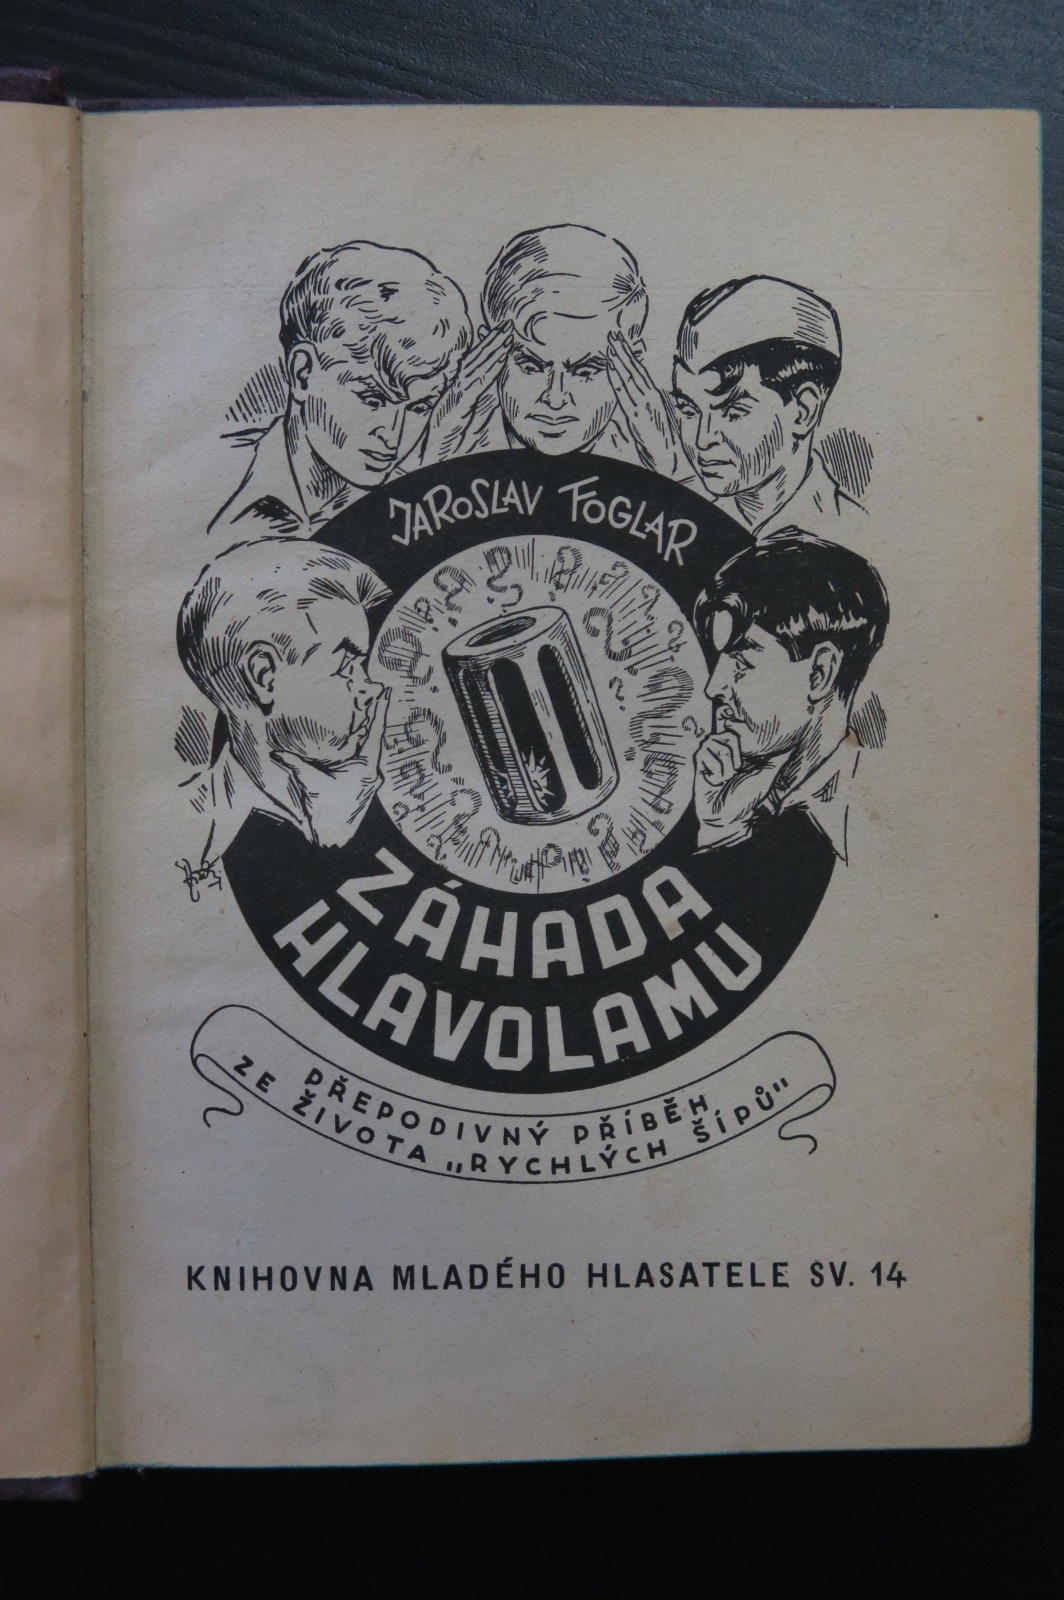 JAROSLAV FOGLAR
ZÁHADA
HLAVOLAMU
PŘEPODIVNÝ PŘÍBĚH
ZE ŽIVOTA „RYCHLÝCH ŠÍPŮ"
KNIHOVNA MLADÉHO HLASATELE SV. 14